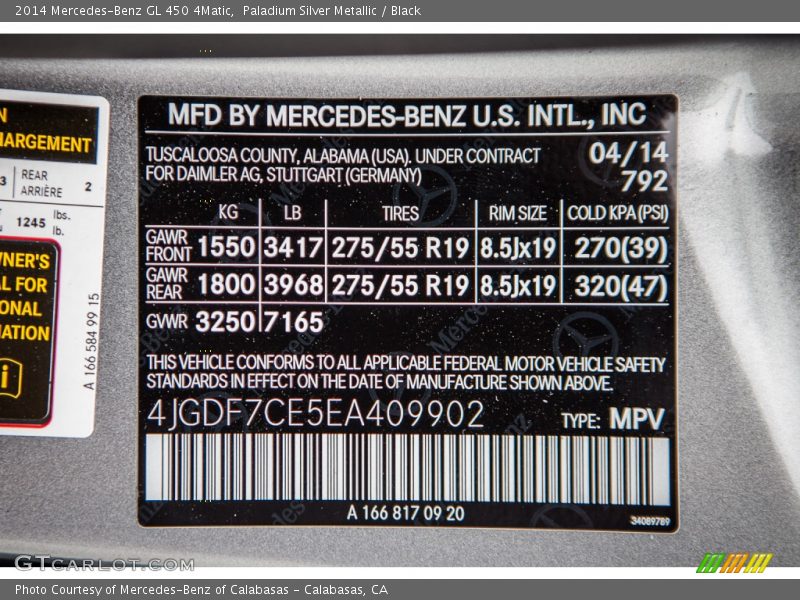 2014 Mercedes-Benz GL 450 4Matic,  Paladium Silver Metallic / Black
HARGEMENT
3 REAR ARRIÈRE 2
1245 lbs. lb.
WNER'S
L FOR
ONAL
MATION
i
A 166 584 99 15
MFD BY MERCEDES-BENZ U.S. INTL., INC
TUSCALOOSA COUNTY, ALABAMA (USA), UNDER CONTRACT 04/14
FOR DAIMLER AG, STUTTGART (GERMANY) 792
KG LB TIRES RIM SIZE COLD KPA (PSI)
GAWR FRONT 1550 3417 275/55 R19 8.5Jx19 270(39)
GAWR REAR 1800 3968 275/55 R19 8.5Jx19 320(47)
GWR 3250 7165
THIS VEHICLE CONFORMS TO ALL APPLICABLE FEDERAL MOTOR VEHICLE SAFETY
STANDARDS IN EFFECT ON THE DATE OF MANUFACTURE SHOWN ABOVE.
4JGDF7CE5EA409902 TYPE: MPV
A 166 817 09 20
34089789
GTcarlot.com
Photo Courtesy of Mercedes-Benz of Calabasas - Calabasas, CA